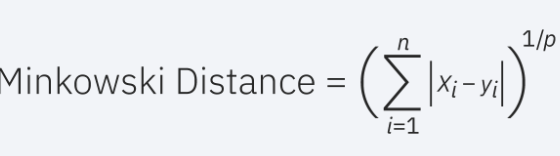 Minkowski Distance = (∑_{i=1}^{n} |x_i − y_i|)^{1/p}